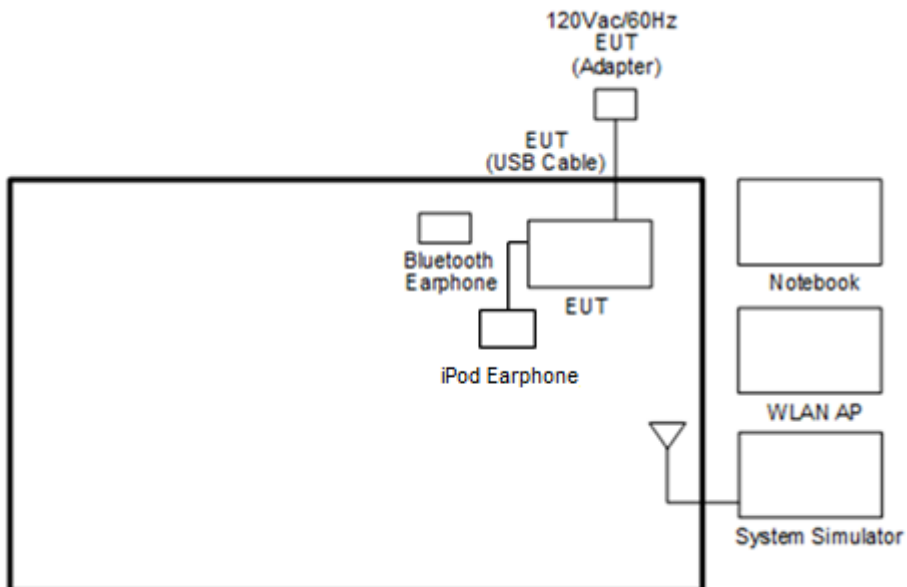 120Vac/60Hz
EUT
(Adapter)
EUT
(USB Cable)
Bluetooth
Earphone
EUT
Notebook
iPod Earphone
WLAN AP
System Simulator